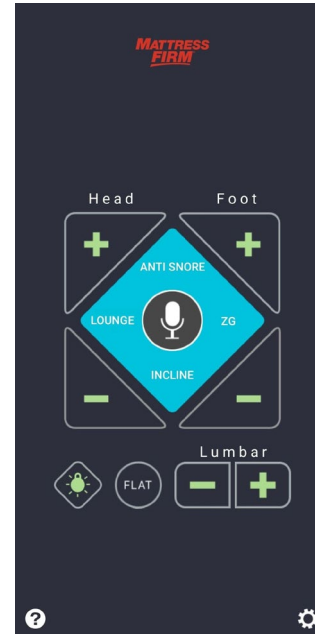 MATTRESS
FIRM
Head Foot
ANTI SNORE
LOUNGE ZG
INCLINE
Lumbar
FLAT
?